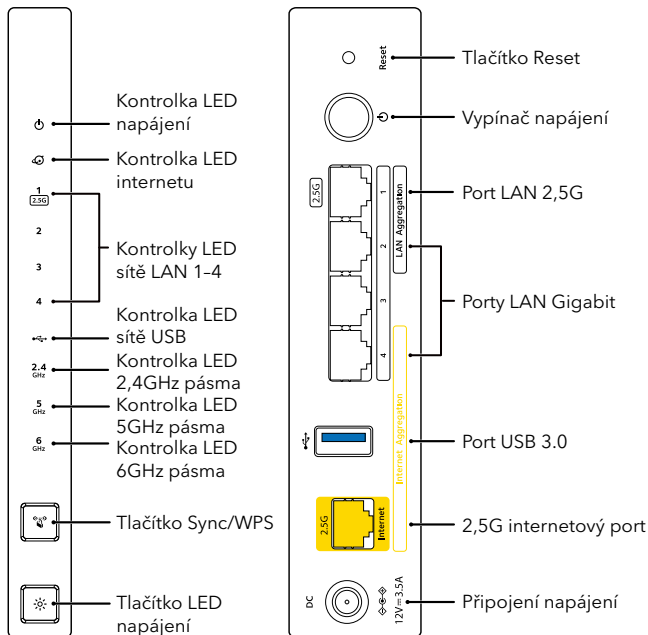 Kontrolka LED
napájení
Kontrolka LED
internetu
1
2.5G
2
3
4
Kontrolky LED
sítě LAN 1–4
Kontrolka LED
sítě USB
2.4
GHz
Kontrolka LED
2,4GHz pásma
5
GHz
Kontrolka LED
5GHz pásma
6
GHz
Kontrolka LED
6GHz pásma
Tlačítko Sync/WPS
Tlačítko LED
napájení
Reset
Tlačítko Reset
Vypínač napájení
2.5G
1
2
3
4
LAN Aggregation
Port LAN 2,5G
Porty LAN Gigabit
Internet Aggregation
Port USB 3.0
2.5G
Internet
2,5G internetový port
DC
12V⎓3.5A
Připojení napájení